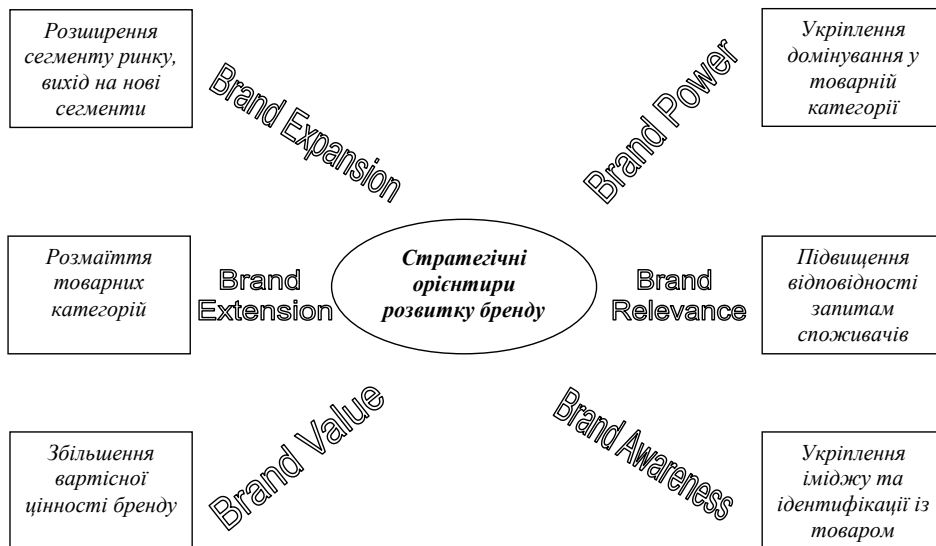 Розширення
сегменту ринку,
вихід на нові
сегменти
Brand Expansion
Brand Power
Укріплення
домінування у
товарній
категорії
Розмаїття
товарних
категорій
Brand
Extension
Стратегічні
орієнтири
розвитку бренду
Brand
Relevance
Підвищення
відповідності
запитам
споживачів
Збільшення
вартісної
цінності бренду
Brand Value
Brand Awareness
Укріплення
іміджу та
ідентифікації із
товаром